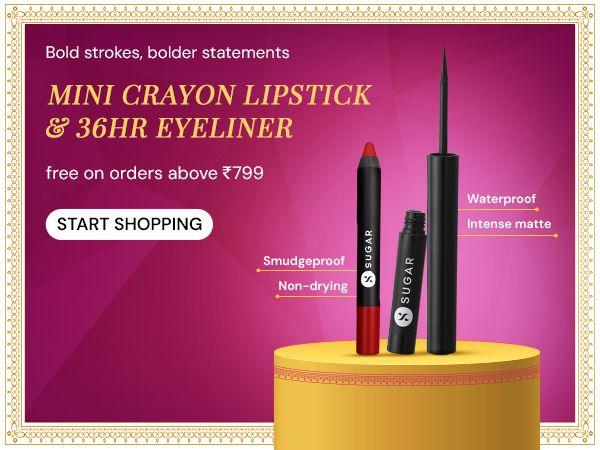 Bold strokes, bolder statements
MINI CRAYON LIPSTICK
& 36HR EYELINER
free on orders above ₹799
START SHOPPING
Waterproof
Intense matte
Smudgeproof
Non-drying
SUGAR
SUGAR